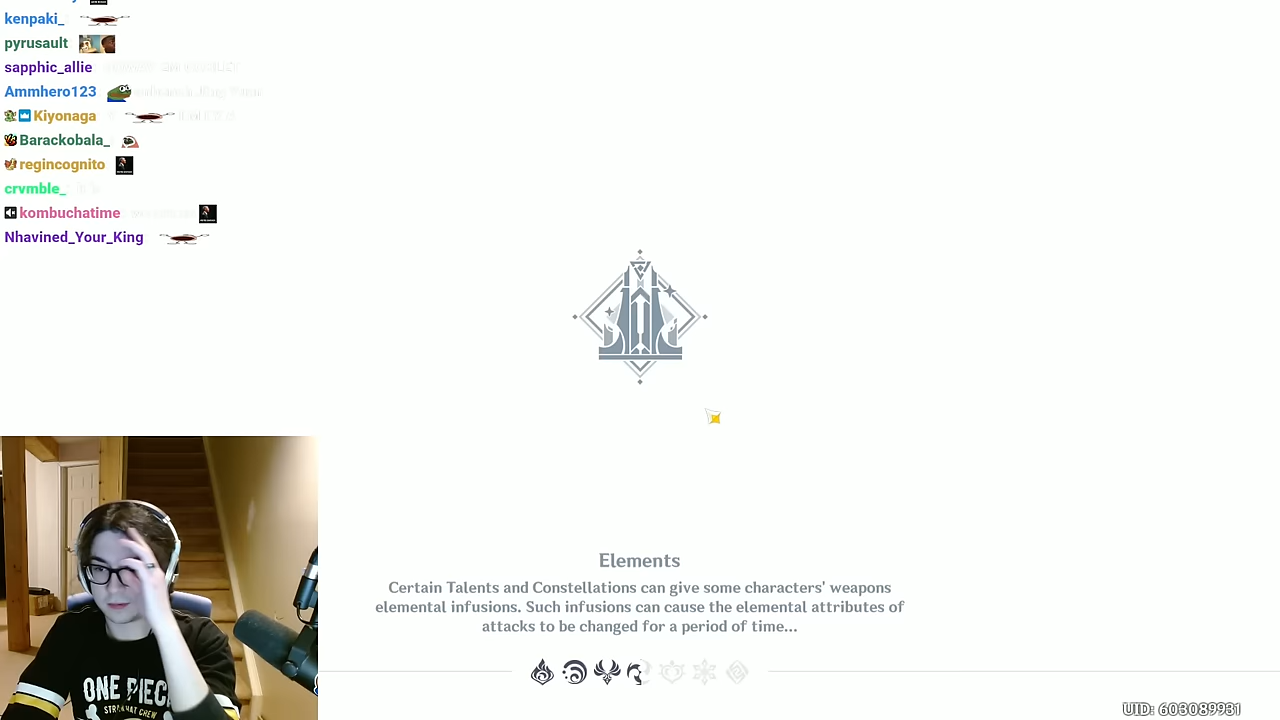 kenpaki_
pyrusault
sapphic_allie
Ammhero123
Kiyonaga
Barackobala_
regincognito
crvmble_
kombuchatime
Nhavined_Your_King
Elements
Certain Talents and Constellations can give some characters' weapons
elemental infusions. Such infusions can cause the elemental attributes of
attacks to be changed for a period of time...
ONE PIECE
UID: 603089931